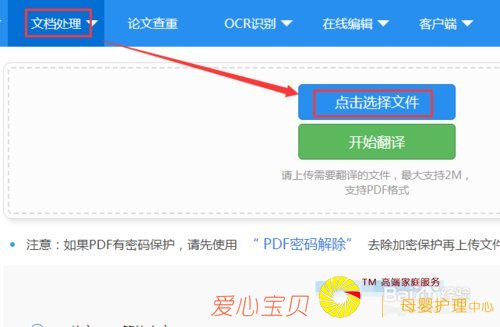 文档处理 论文查重 OCR识别 在线编辑 客户端
点击选择文件
开始翻译
请上传需要翻译的文件，最大支持2M，
支持PDF格式
注意：如果PDF有密码保护，请先使用 “ PDF密码解除” 去除加密保护再上传文件
TM 高端家庭服务
爱心宝贝
母婴护理中心